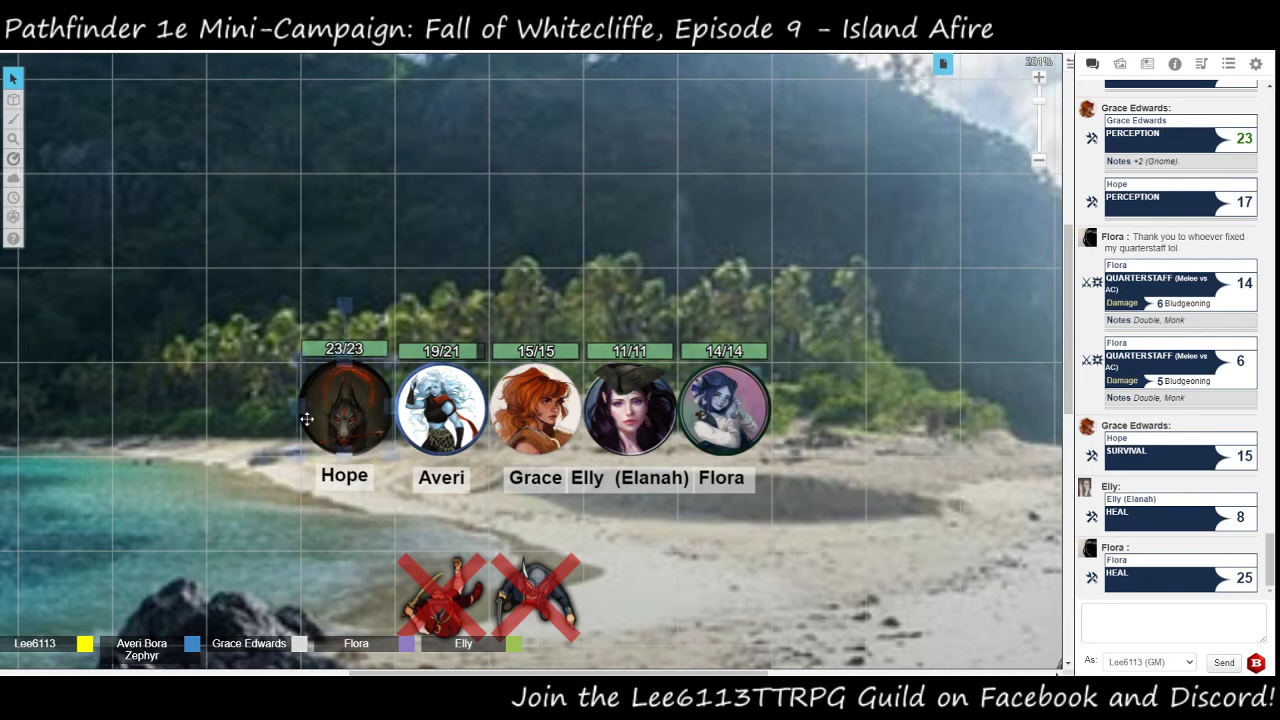 Pathfinder 1e Mini-Campaign: Fall of Whitecliffe, Episode 9 - Island Afire
201%
23/23
19/21
15/15
11/11
14/14
Hope
Averi
Grace
Elly (Elanah)
Flora
Lee6113
Averi Bora
Zephyr
Grace Edwards
Flora
Elly
Grace Edwards:
Grace Edwards
PERCEPTION
23
Notes +2 (Gnome).
Hope
PERCEPTION
17
Flora : Thank you to whoever fixed
my quarterstaff lol
Flora
QUARTERSTAFF (Melee vs
AC)
14
Damage 6 Bludgeoning
Notes Double, Monk
Flora
QUARTERSTAFF (Melee vs
AC)
6
Damage 5 Bludgeoning
Notes Double, Monk
Grace Edwards:
Hope
SURVIVAL
15
Elly:
Elly (Elanah)
HEAL
8
Flora :
Flora
HEAL
25
As: Lee6113 (GM) Send B
Join the Lee6113TTRPG Guild on Facebook and Discord!